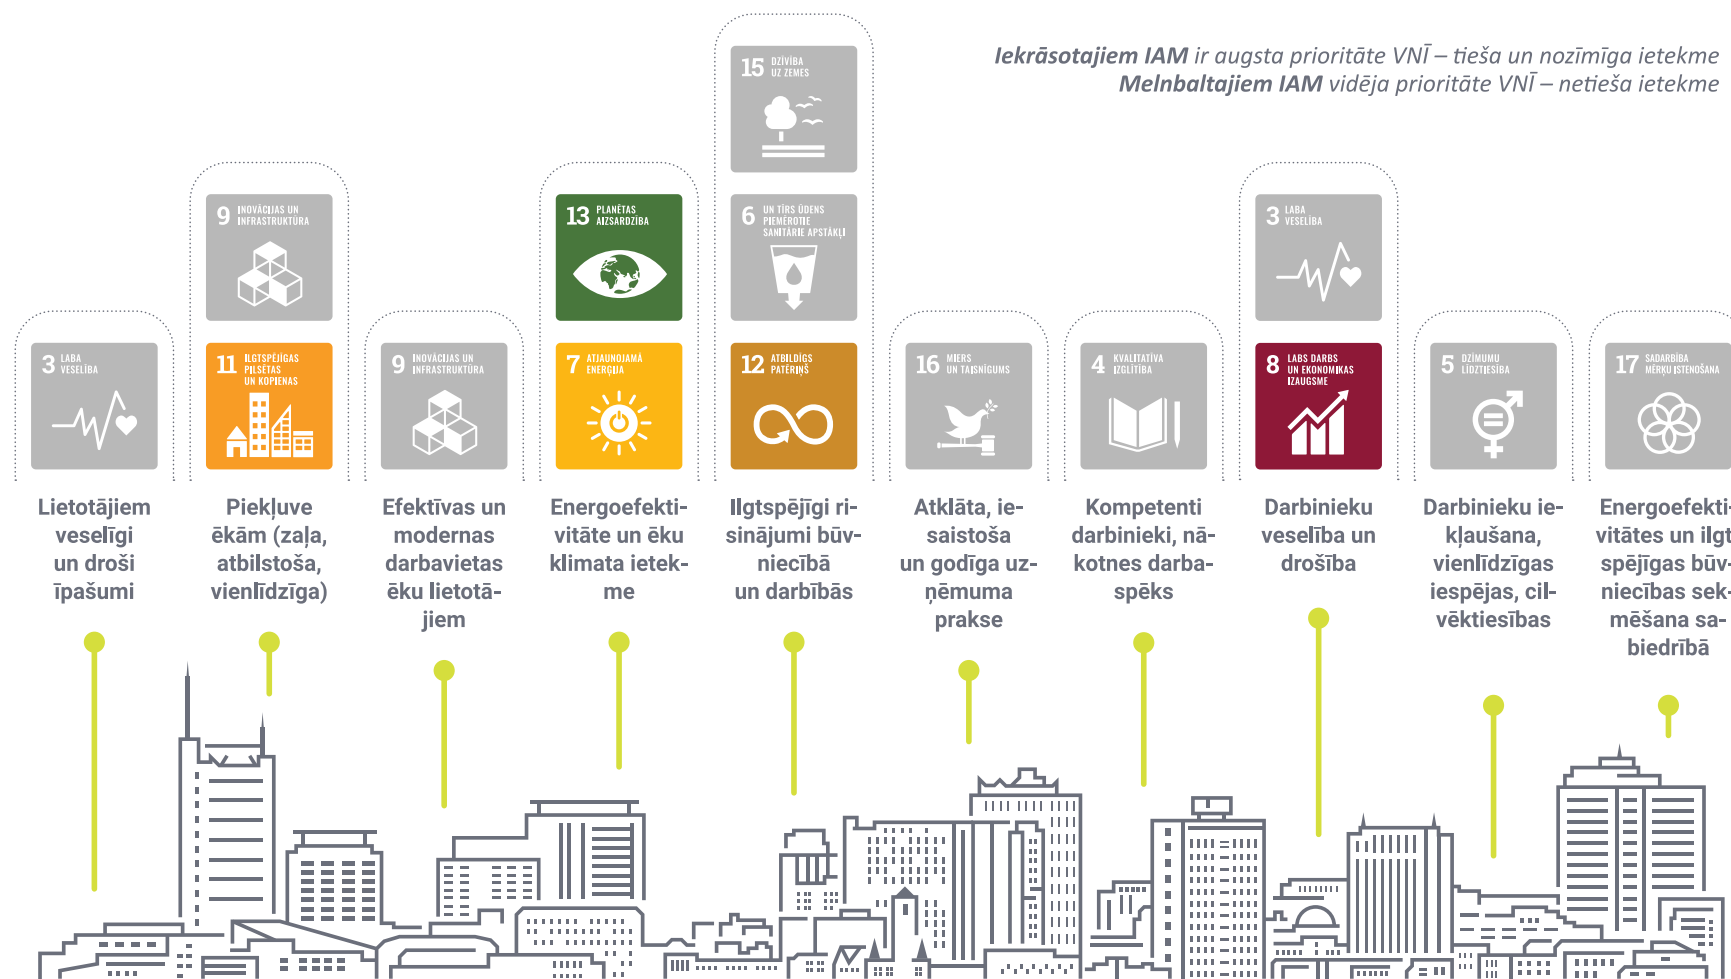 Iekrāsotajiem IAM ir augsta prioritāte VNĪ – tieša un nozīmīga ietekme
Melnbaltajiem IAM vidēja prioritāte VNĪ – netieša ietekme
3 LABA
VESELĪBA
Lietotājiem
veselīgi
un droši
īpašumi
9 INOVĀCIJAS UN
INFRASTRUKTŪRA
11 ILGTSPĒJĪGAS
PILSĒTAS
UN KOPIENAS
Piekļuve
ēkām (zaļa,
atbilstoša,
vienlīdzīga)
9 INOVĀCIJAS UN
INFRASTRUKTŪRA
Efektīvas un
modernas
darbavietas
ēku lietotā-
jiem
13 PLANĒTAS
AIZSARDZĪBA
7 ATJAUNOJAMĀ
ENERĢIJA
Energoefekti-
vitāte un ēku
klimata ietek-
me
15 DZĪVĪBA
UZ ZEMES
6 UN TĪRS ŪDENS
PIEMĒROTIE
SANITĀRIE APSTĀKĻI
12 ATBILDĪGS
PATĒRIŅŠ
Ilgtspējīgi ri-
sinājumi būv-
niecībā
un darbībās
16 MIERS
UN TAISNĪGUMS
Atklāta, ie-
saistoša
un godīga uz-
ņēmuma
prakse
4 KVALITATĪVA
IZGLĪTĪBA
Kompetenti
darbinieki, nā-
kotnes darba-
spēks
3 LABA
VESELĪBA
8 LABS DARBS
UN EKONOMIKAS
IZAUGSME
Darbinieku
veselība un
drošība
5 DZIMUMU
LĪDZTIESĪBA
Darbinieku ie-
kļaušana,
vienlīdzīgas
iespējas, cil-
vēktiesības
17 SADARBĪBA
MĒRĶU ĪSTENOŠANA
Energoefekti-
vitātes un ilgt
spējīgas būv-
niecības sek-
mēšana sa-
biedrībā